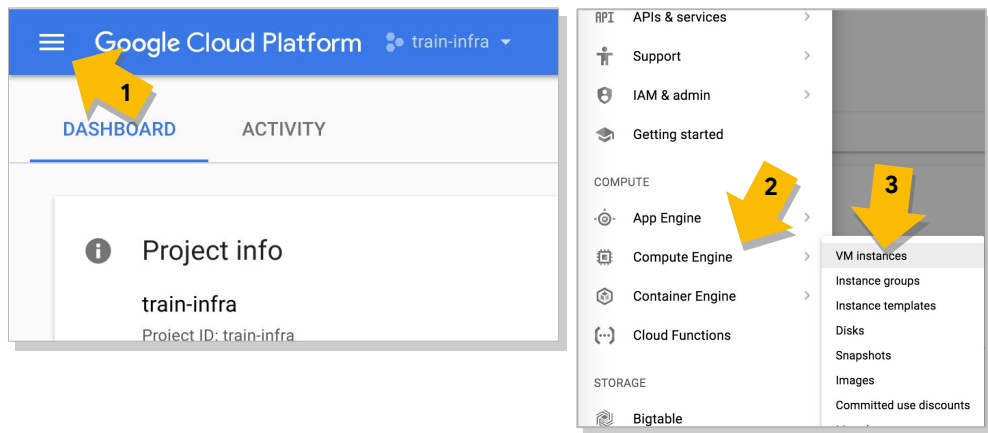 Google Cloud Platform train-infra
1
DASHBOARD ACTIVITY
Project info
train-infra
Project ID: train-infra
API APIs & services
Support
IAM & admin
Getting started
COMPUTE
2
3
App Engine
Compute Engine
Container Engine
Cloud Functions
STORAGE
Bigtable
VM instances
Instance groups
Instance templates
Disks
Snapshots
Images
Committed use discounts